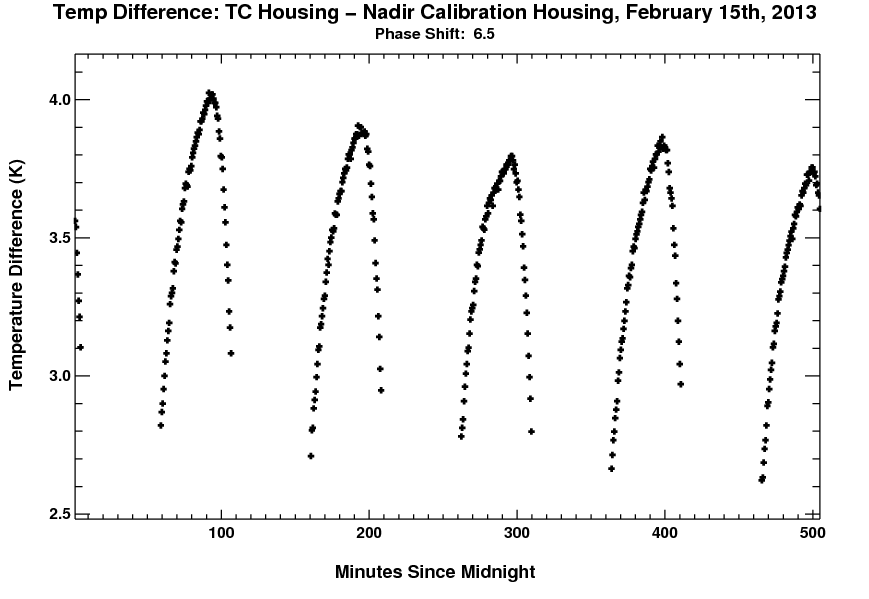 Temp Difference: TC Housing − Nadir Calibration Housing, February 15th, 2013
Phase Shift: 6.5
4.0
3.5
3.0
2.5
Temperature Difference (K)
100 200 300 400 500
Minutes Since Midnight